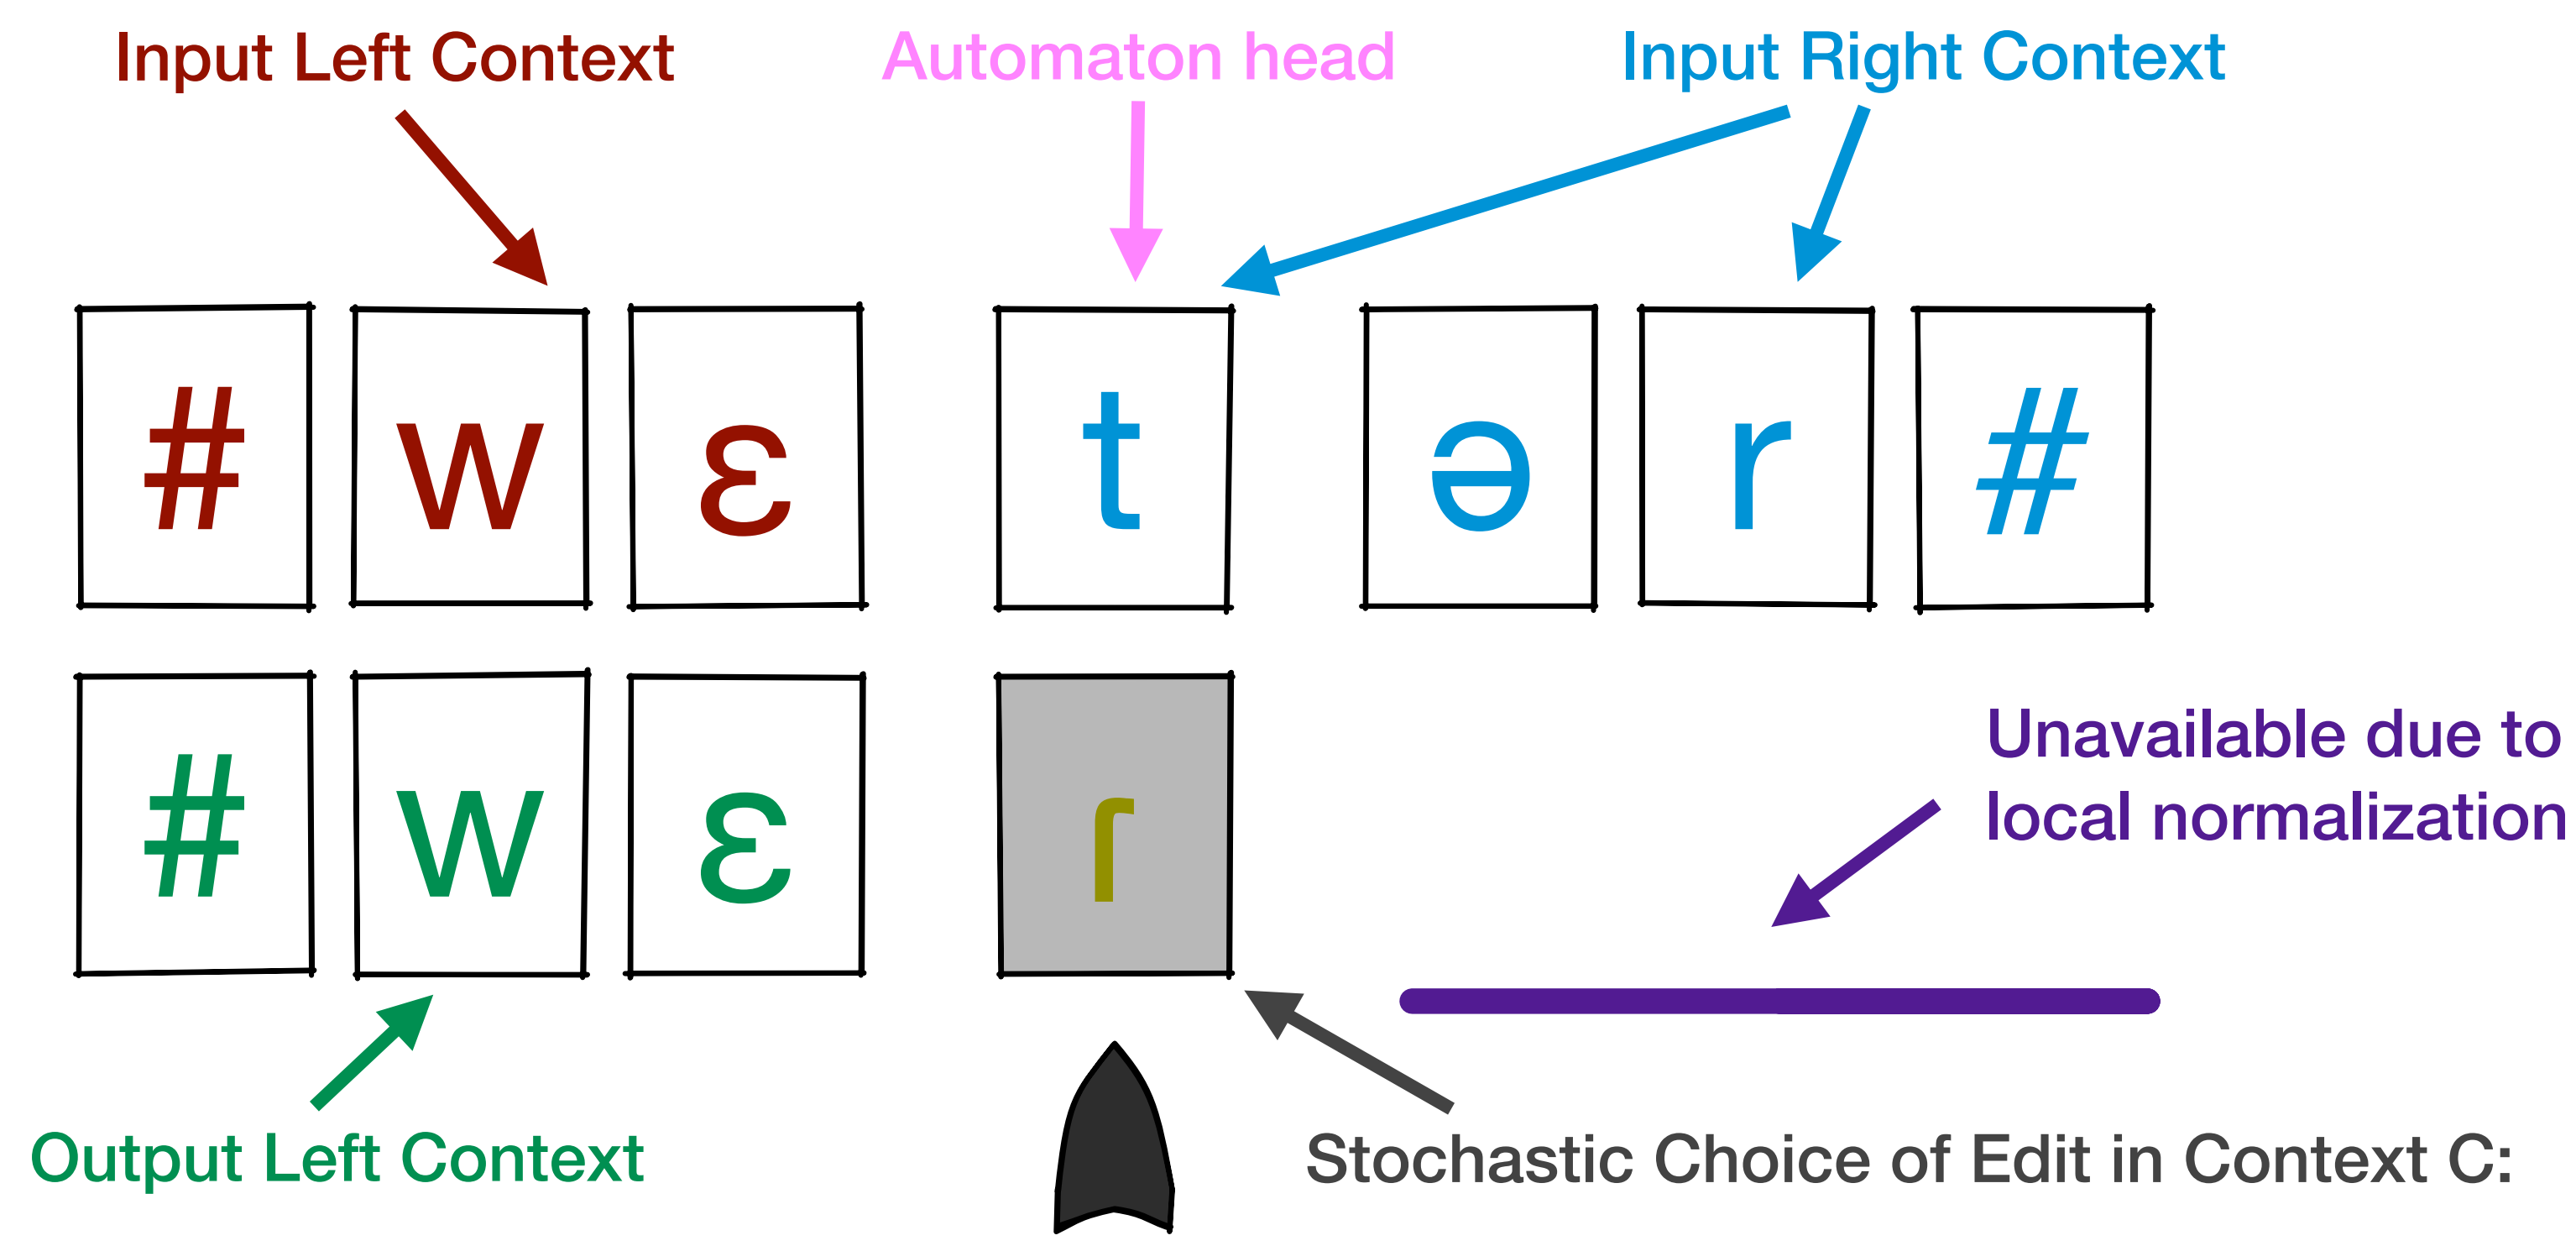 Input Left Context
Automaton head
Input Right Context
# w ɛ t ə r #
# w ɛ ɾ
Unavailable due to
local normalization
Output Left Context
Stochastic Choice of Edit in Context C: